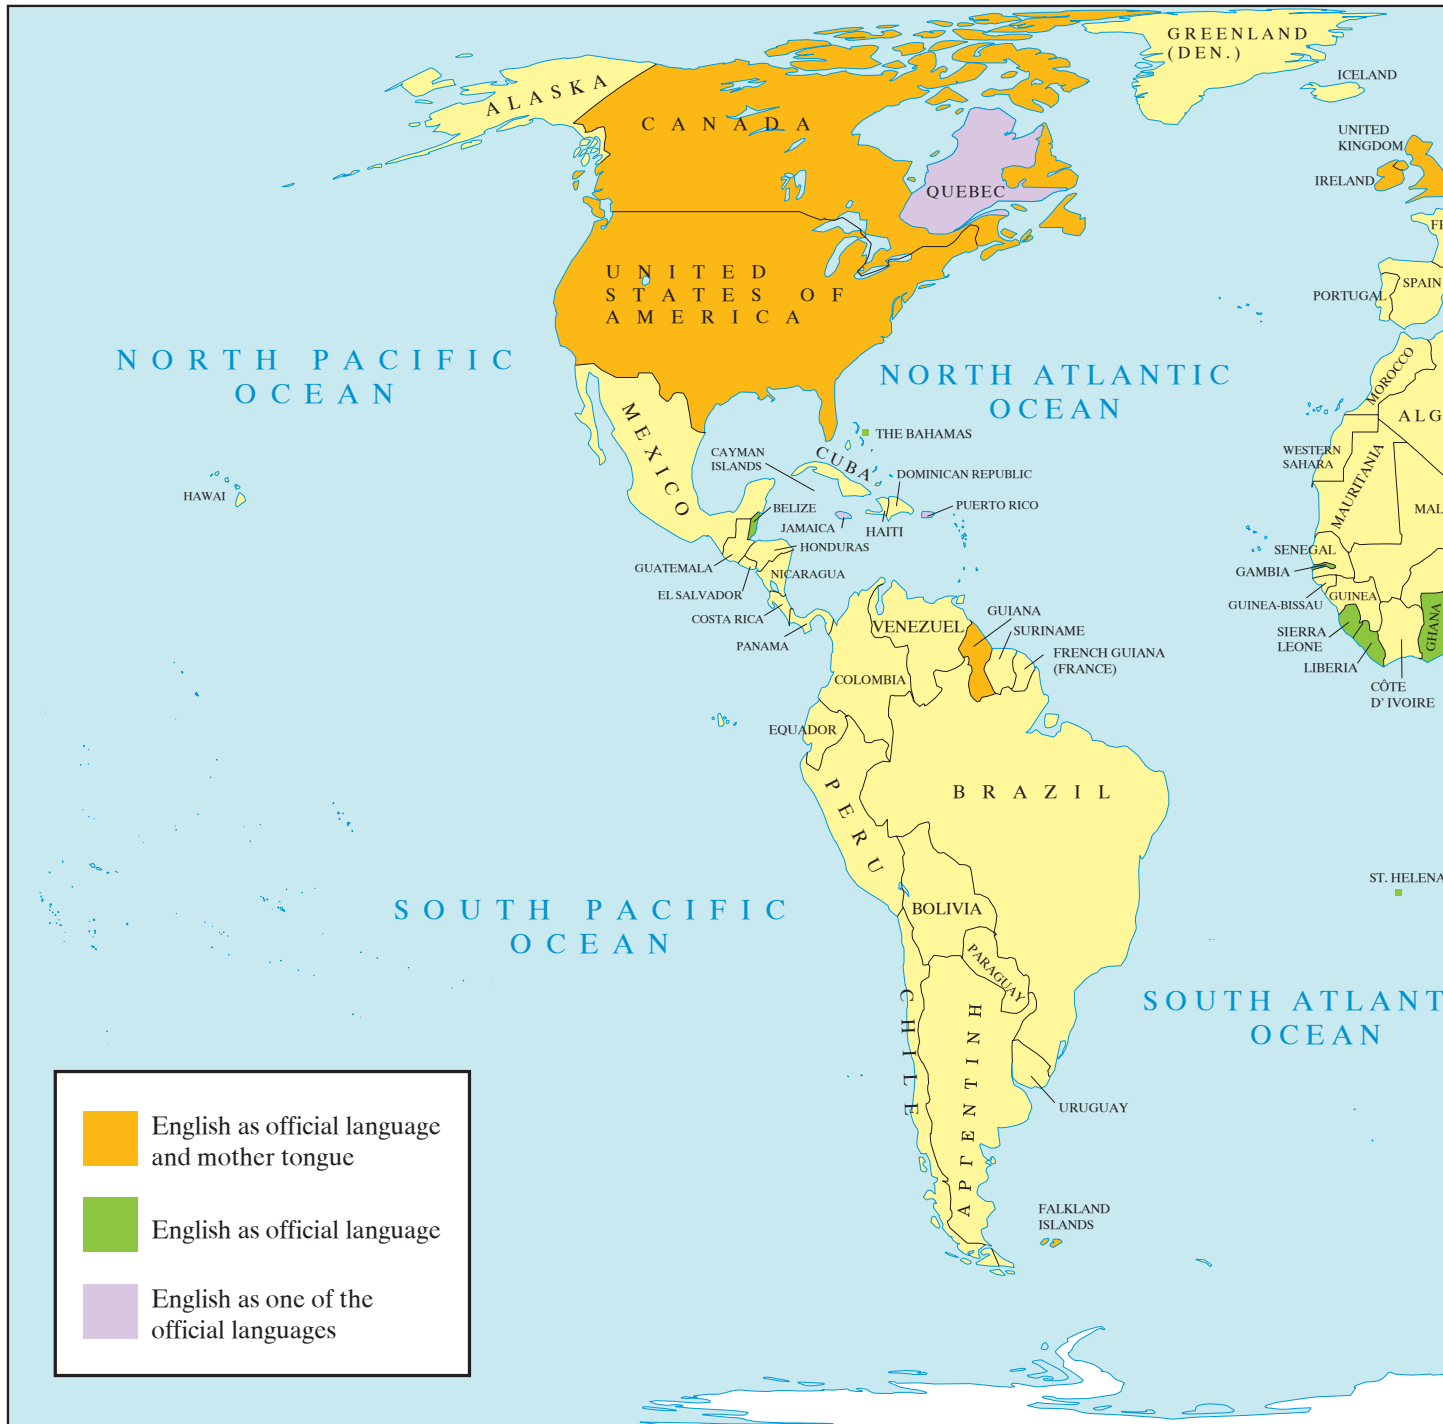 GREENLAND
(DEN.)
ICELAND
ALASKA
CANADA
UNITED
KINGDOM
IRELAND
QUEBEC
FR
UNITED
STATES OF
AMERICA
SPAIN
PORTUGAL
NORTH PACIFIC
OCEAN
NORTH ATLANTIC
OCEAN
MOROCCO
ALG
MEXICO
THE BAHAMAS
CAYMAN
ISLANDS
CUBA
WESTERN
SAHARA
MAURITANIA
DOMINICAN REPUBLIC
HAWAI
BELIZE
PUERTO RICO
MAL
JAMAICA
HAITI
HONDURAS
SENEGAL
GUATEMALA
NICARAGUA
GAMBIA
EL SALVADOR
GUINEA
GUINEA-BISSAU
COSTA RICA
GUIANA
VENEZUEL
SURINAME
SIERRA
LEONE
GHANA
PANAMA
FRENCH GUIANA
(FRANCE)
LIBERIA
COLOMBIA
CÔTE
D' IVOIRE
EQUADOR
PERU
BRAZIL
ST. HELENA
SOUTH PACIFIC
OCEAN
BOLIVIA
PARAGUAY
SOUTH ATLANT
OCEAN
CHILE
АРГЕNTINН
URUGUAY
FALKLAND
ISLANDS
English as official language
and mother tongue
English as official language
English as one of the
official languages